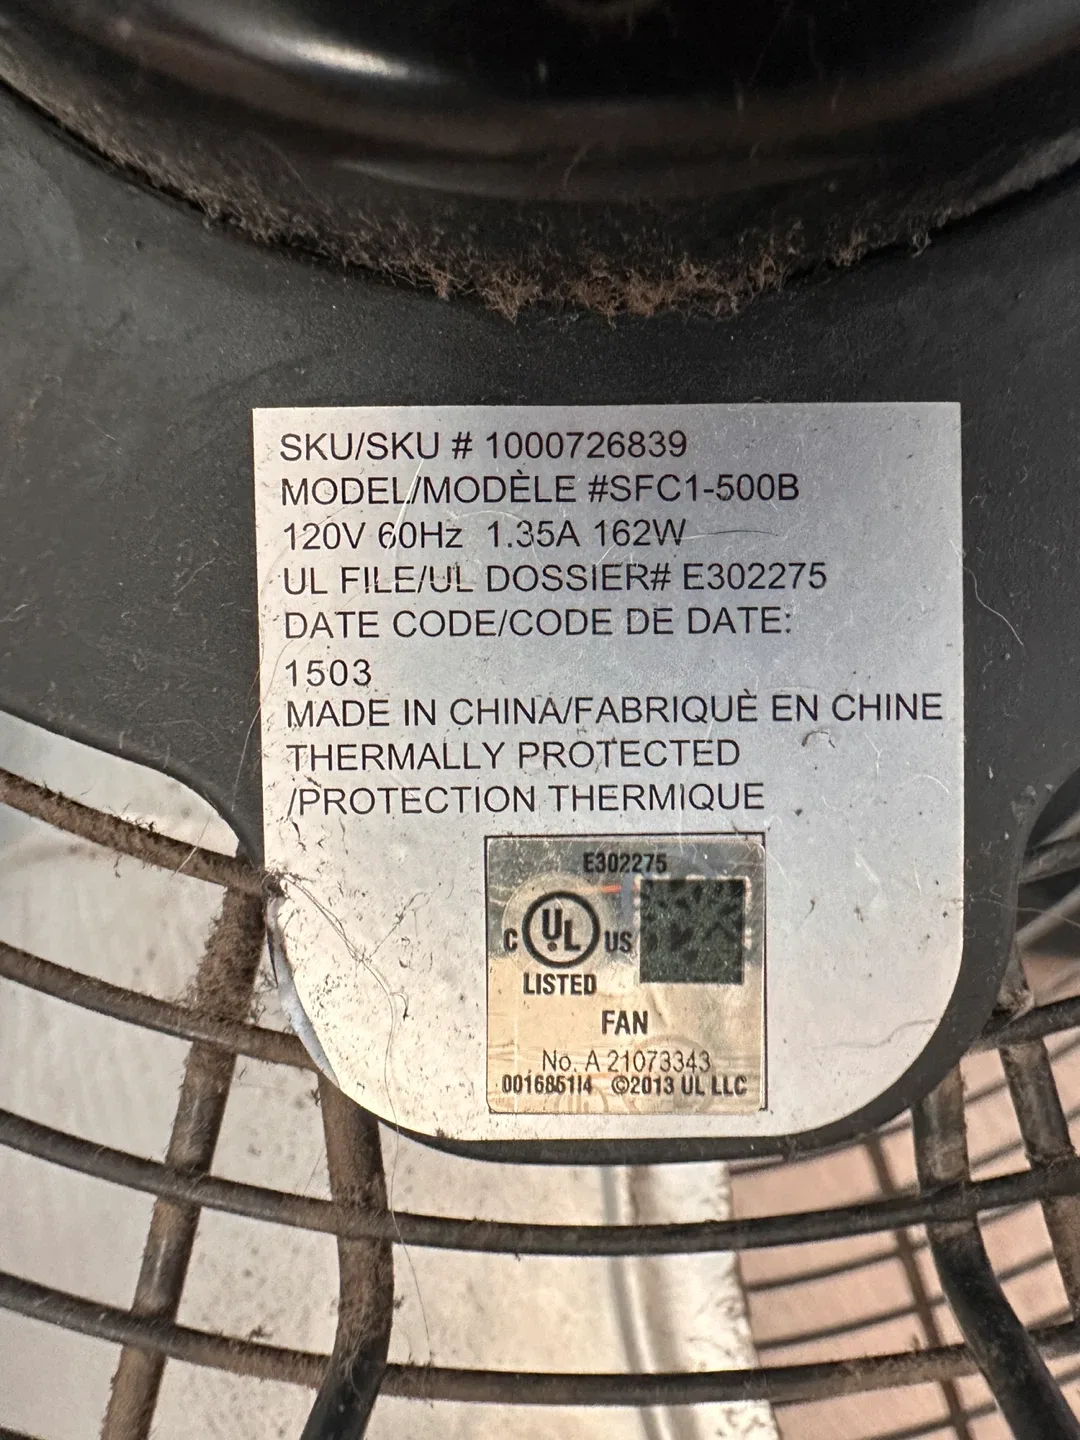 SKU/SKU # 1000726839
MODEL/MODÈLE #SFC1-500B
120V 60Hz 1.35A 162W
UL FILE/UL DOSSIER# E302275
DATE CODE/CODE DE DATE:
1503
MADE IN CHINA/FABRIQUÈ EN CHINE
THERMALLY PROTECTED
/PROTECTION THERMIQUE
E302275
C UL US
LISTED
FAN
No. A 21073343
001685114 ©2013 UL LLC